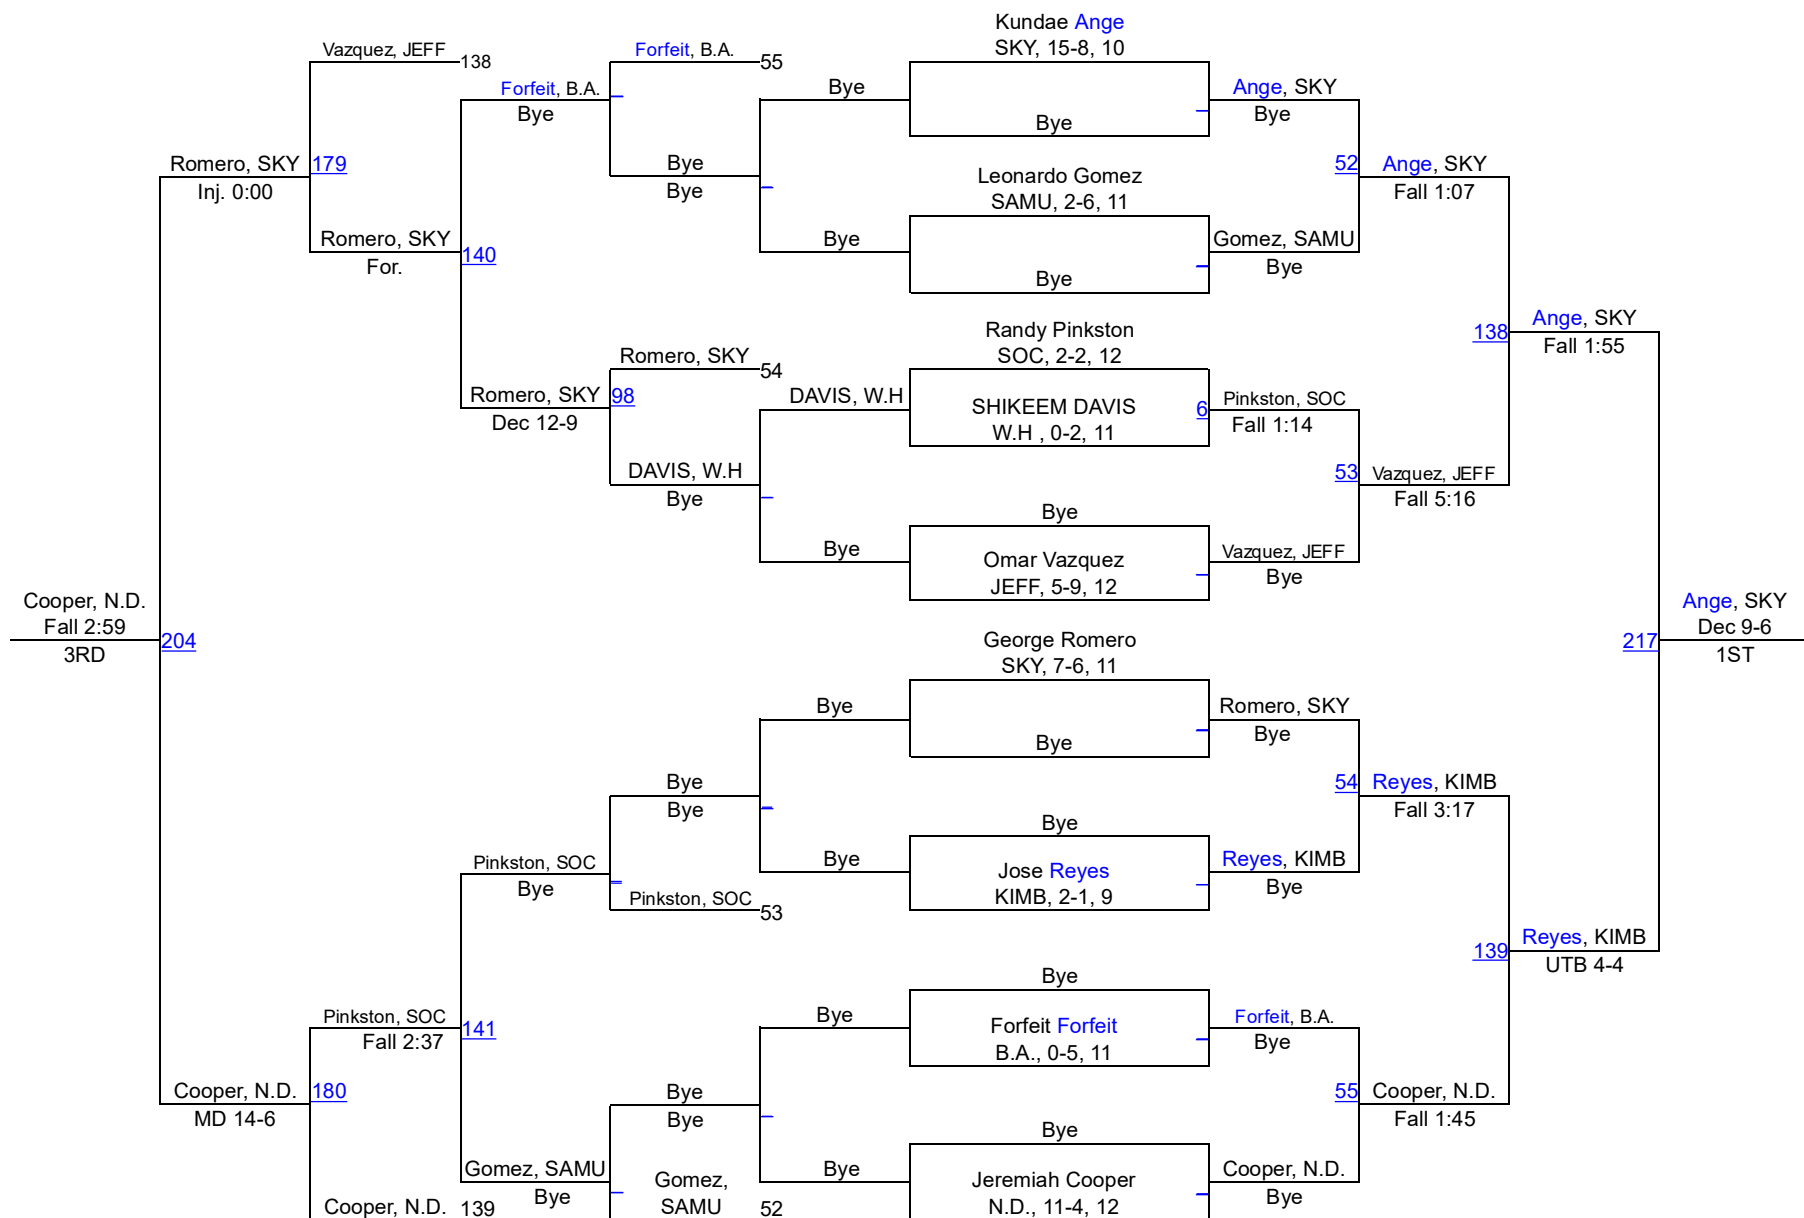 Kundae Ange
SKY, 15-8, 10
Vazquez, JEFF
138
Forfeit, B.A.
55
Forfeit, B.A.
Bye
Bye
Bye
Ange, SKY
Bye
Romero, SKY
179
Inj. 0:00
Bye
Bye
52
Ange, SKY
Fall 1:07
Leonardo Gomez
SAMU, 2-6, 11
Romero, SKY
For.
140
Bye
Bye
Gomez, SAMU
Bye
Randy Pinkston
SOC, 2-2, 12
138
Ange, SKY
Fall 1:55
Romero, SKY
54
Romero, SKY
98
Dec 12-9
DAVIS, W.H
SHIKEEM DAVIS
W.H , 0-2, 11
6
Pinkston, SOC
Fall 1:14
DAVIS, W.H
Bye
53
Vazquez, JEFF
Fall 5:16
Bye
Bye
Omar Vazquez
JEFF, 5-9, 12
Vazquez, JEFF
Bye
Cooper, N.D.
Fall 2:59
3RD
204
George Romero
SKY, 7-6, 11
217
Ange, SKY
Dec 9-6
1ST
Bye
Bye
Romero, SKY
Bye
Bye
Bye
54
Reyes, KIMB
Fall 3:17
Bye
Pinkston, SOC
Bye
Bye
Jose Reyes
KIMB, 2-1, 9
Reyes, KIMB
Bye
Pinkston, SOC
53
139
Reyes, KIMB
UTB 4-4
Bye
Pinkston, SOC
Fall 2:37
141
Bye
Forfeit Forfeit
B.A., 0-5, 11
Forfeit, B.A.
Bye
Cooper, N.D.
180
MD 14-6
Bye
Bye
55
Cooper, N.D.
Fall 1:45
Bye
Gomez, SAMU
Bye
Gomez,
SAMU
52
Bye
Jeremiah Cooper
N.D., 11-4, 12
Cooper, N.D.
Bye
Cooper, N.D.
139